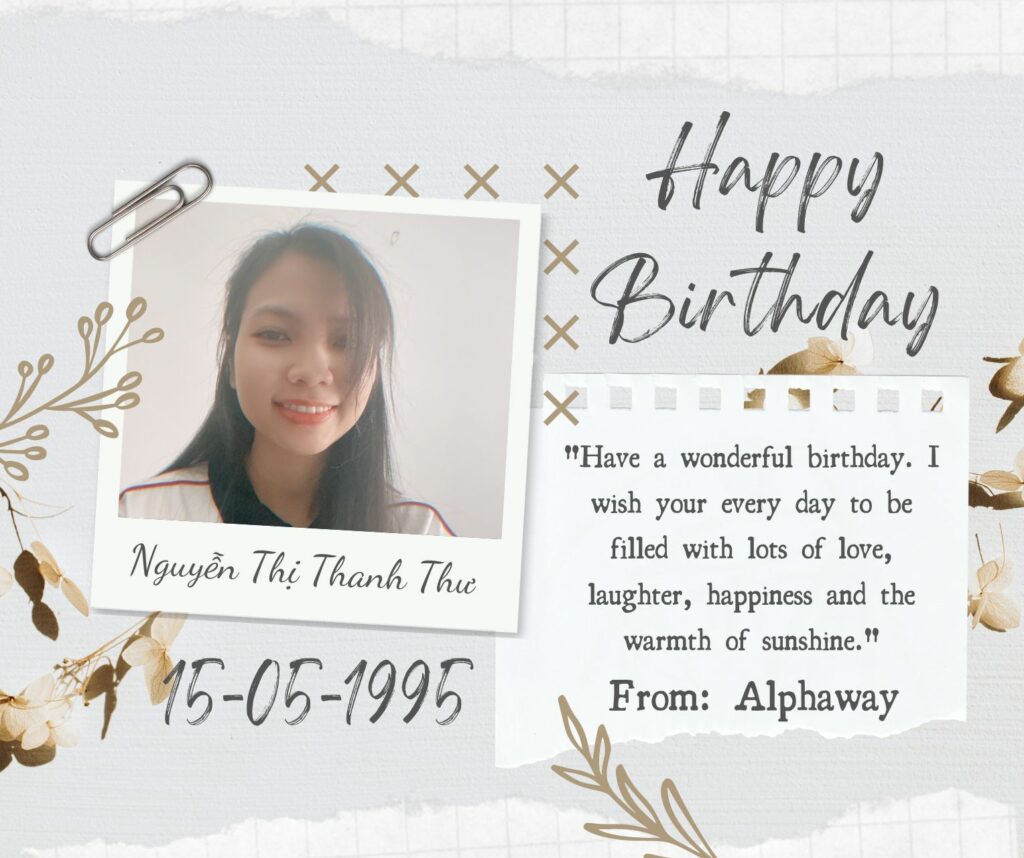 Happy
Birthday
Nguyễn Thị Thanh Thư
15-05-1995
"Have a wonderful birthday. I
wish your every day to be
filled with lots of love,
laughter, happiness and the
warmth of sunshine."
From: Alphaway